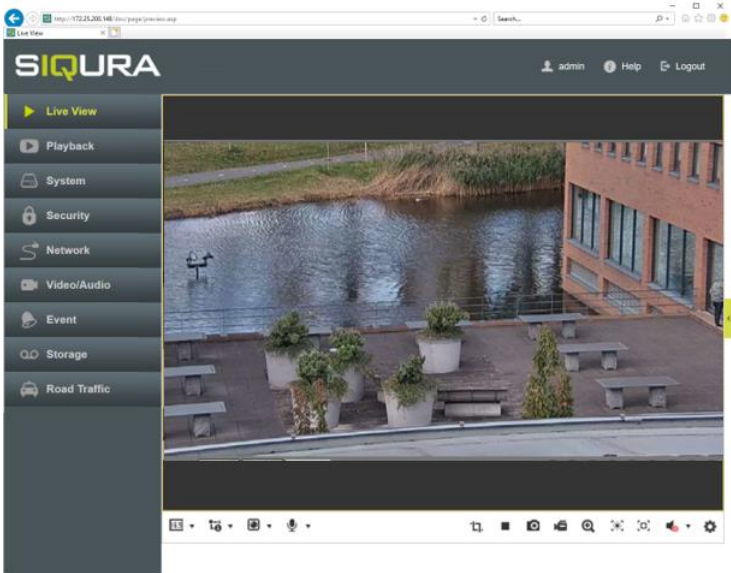 http://172.25.200.148/doc/page/preview.asp
Search...
Live View
SIQURA
admin
Help
Logout
Live View
Playback
System
Security
Network
Video/Audio
Event
Storage
Road Traffic